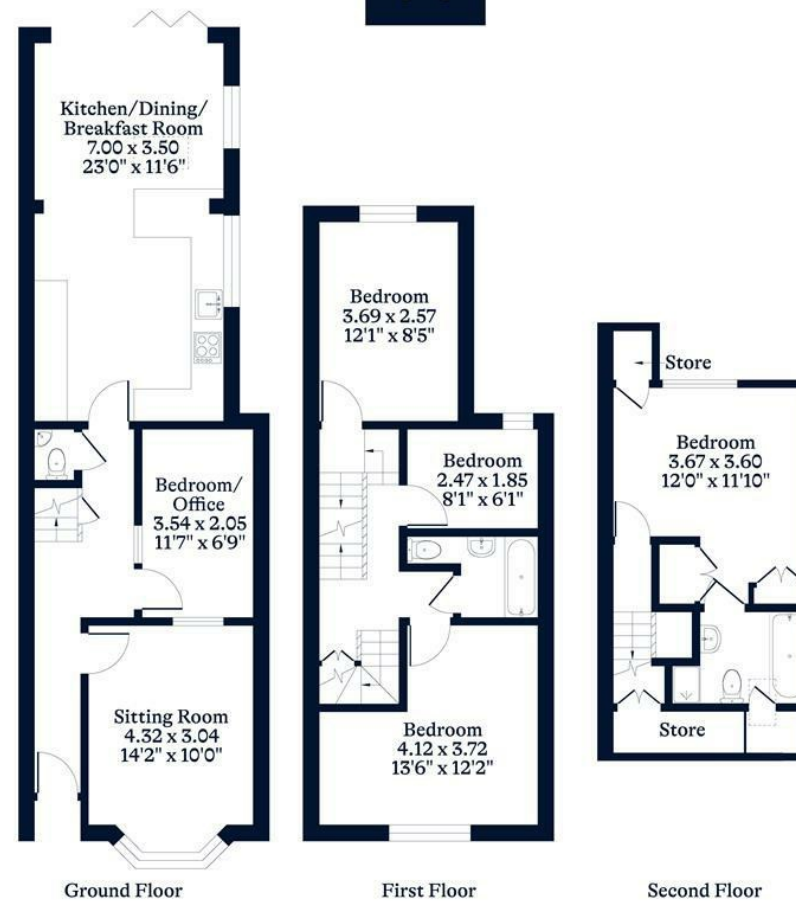 Kitchen/Dining/
Breakfast Room
7.00 x 3.50
23'0" x 11'6"
Bedroom/
Office
3.54 x 2.05
11'7" x 6'9"
Sitting Room
4.32 x 3.04
14'2" x 10'0"
Ground Floor
Bedroom
3.69 x 2.57
12'1" x 8'5"
Bedroom
2.47 x 1.85
8'1" x 6'1"
Bedroom
4.12 x 3.72
13'6" x 12'2"
First Floor
Store
Bedroom
3.67 x 3.60
12'0" x 11'10"
Store
Second Floor